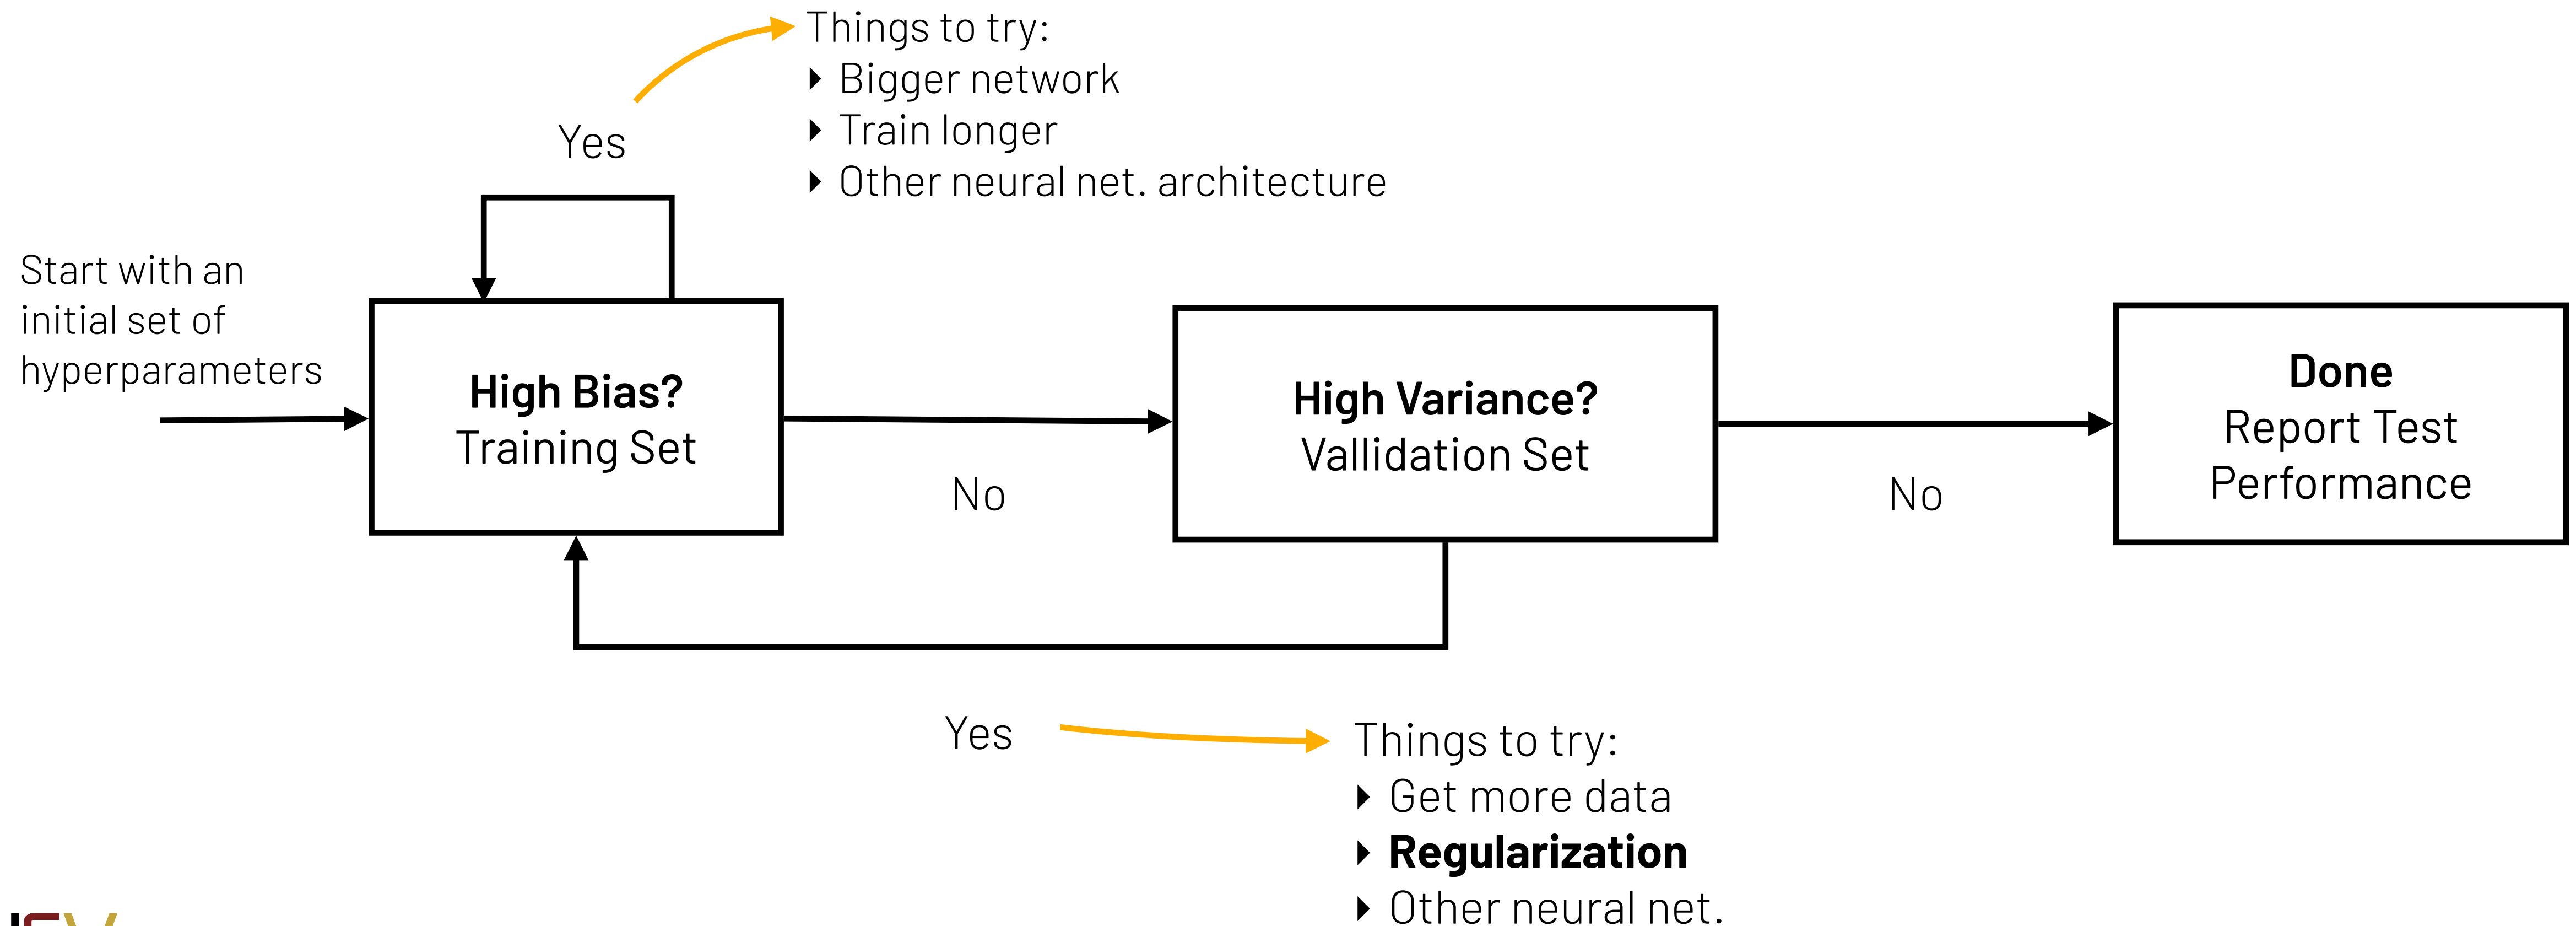 Things to try:
Bigger network
Train longer
Other neural net. architecture
Yes
Start with an
initial set of
hyperparameters
High Bias?
Training Set
No
High Variance?
Vallidation Set
No
Done
Report Test
Performance
Yes
Things to try:
Get more data
Regularization
Other neural net.